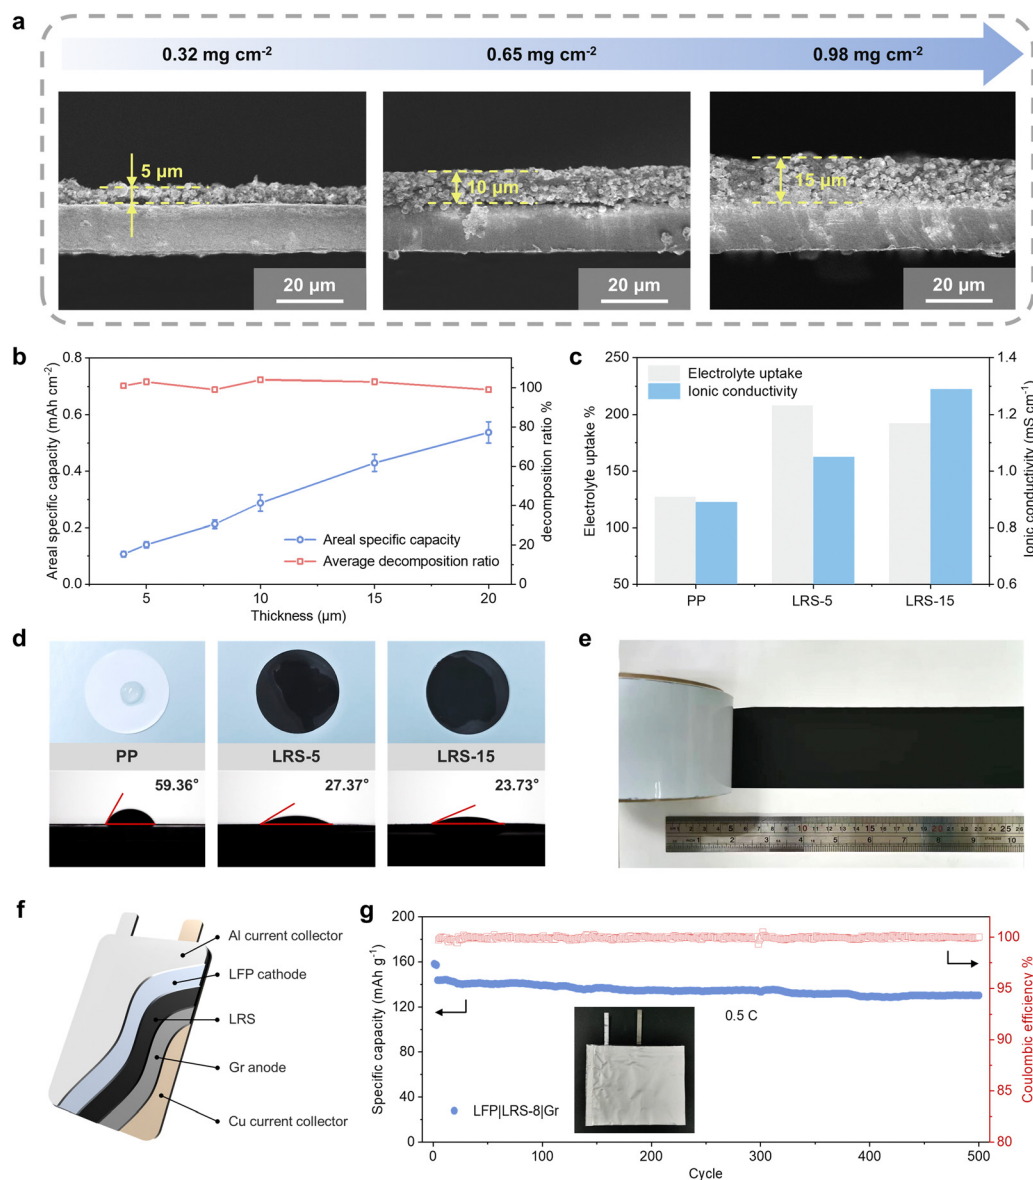 a
0.32 mg cm⁻²
0.65 mg cm⁻²
0.98 mg cm⁻²
5 μm
10 μm
15 μm
20 μm
20 μm
20 μm
b
Areal specific capacity (mAh cm⁻²)
0.8
0.6
0.4
0.2
0.0
5
10
15
20
Thickness (μm)
100
80
60
40
20
0
decomposition ratio %
Areal specific capacity
Average decomposition ratio
c
Electrolyte uptake %
250
200
150
100
50
Electrolyte uptake
Ionic conductivity
PP
LRS-5
LRS-15
1.4
1.2
1.0
0.8
0.6
Ionic conductivity (mS cm⁻¹)
d
PP
LRS-5
LRS-15
59.36°
27.37°
23.73°
e
f
Al current collector
LFP cathode
LRS
Gr anode
Cu current collector
g
Specific capacity (mAh g⁻¹)
200
160
120
80
40
0
0
100
200
300
400
500
Cycle
0.5 C
LFP|LRS-8|Gr
100
95
90
85
80
Coulombic efficiency %